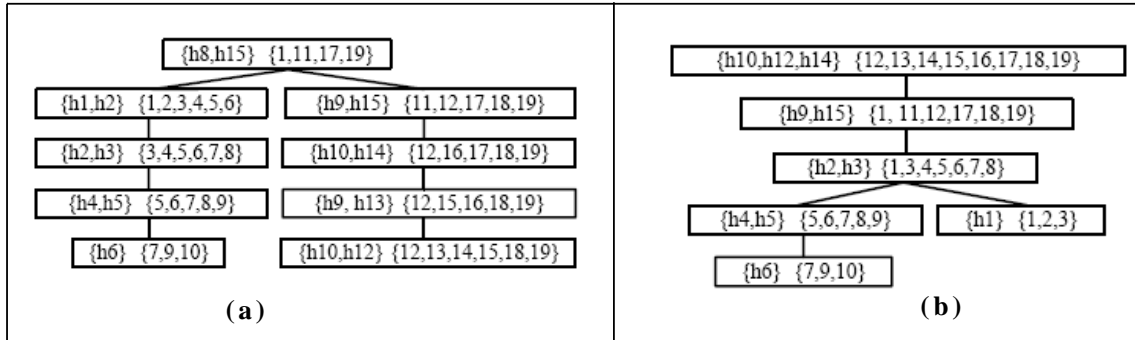 {h8,h15} {1,11,17,19}
{h1,h2} {1,2,3,4,5,6}
{h9,h15} {11,12,17,18,19}
{h2,h3} {3,4,5,6,7,8}
{h10,h14} {12,16,17,18,19}
{h4,h5} {5,6,7,8,9}
{h9, h13} {12,15,16,18,19}
{h6} {7,9,10}
{h10,h12} {12,13,14,15,18,19}
(a)
{h10,h12,h14} {12,13,14,15,16,17,18,19}
{h9,h15} {1, 11,12,17,18,19}
{h2,h3} {1,3,4,5,6,7,8}
{h4,h5} {5,6,7,8,9}
{h1} {1,2,3}
{h6} {7,9,10}
(b)